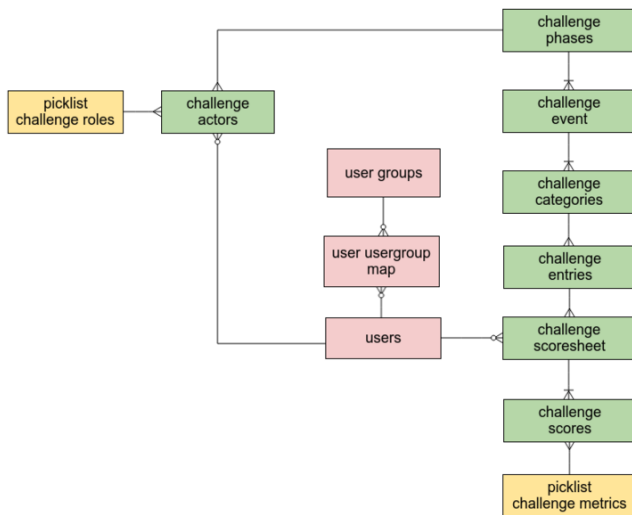 challenge
phases
picklist
challenge roles
challenge
actors
challenge
event
user groups
challenge
categories
user usergroup
map
challenge
entries
users
challenge
scoresheet
challenge
scores
picklist
challenge metrics